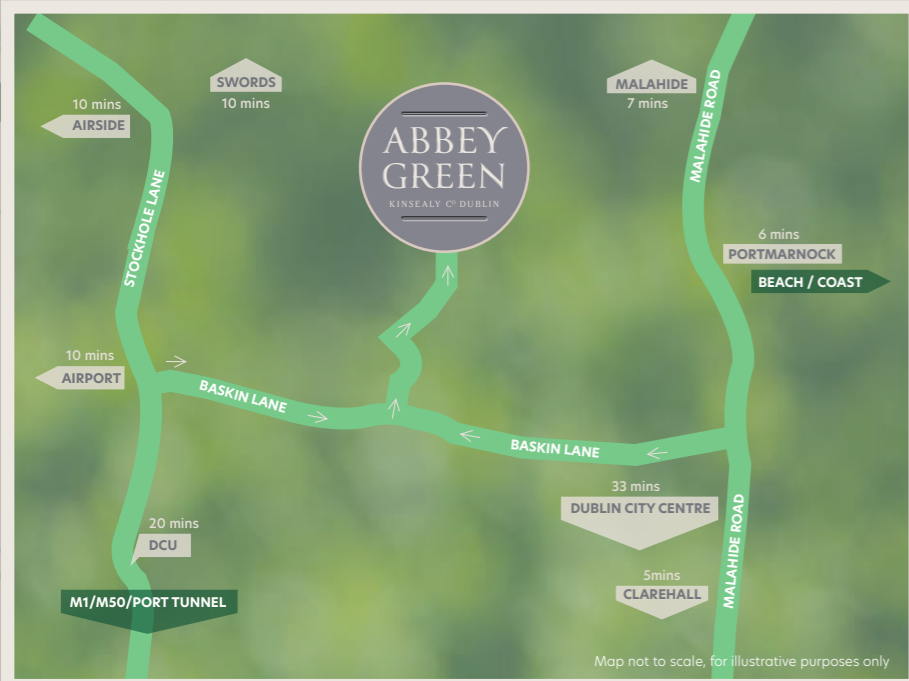 SWORDS
10 mins
10 mins
AIRSIDE
MALAHIDE
7 mins
MALAHIDE ROAD
ABBEY
GREEN
KINSEALY Cº DUBLIN
STOCKHOLE LANE
6 mins
PORTMARNOCK
BEACH / COAST
10 mins
AIRPORT
BASKIN LANE
BASKIN LANE
33 mins
DUBLIN CITY CENTRE
MALAHIDE ROAD
20 mins
DCU
5mins
CLAREHALL
M1/M50/PORT TUNNEL
Map not to scale, for illustrative purposes only